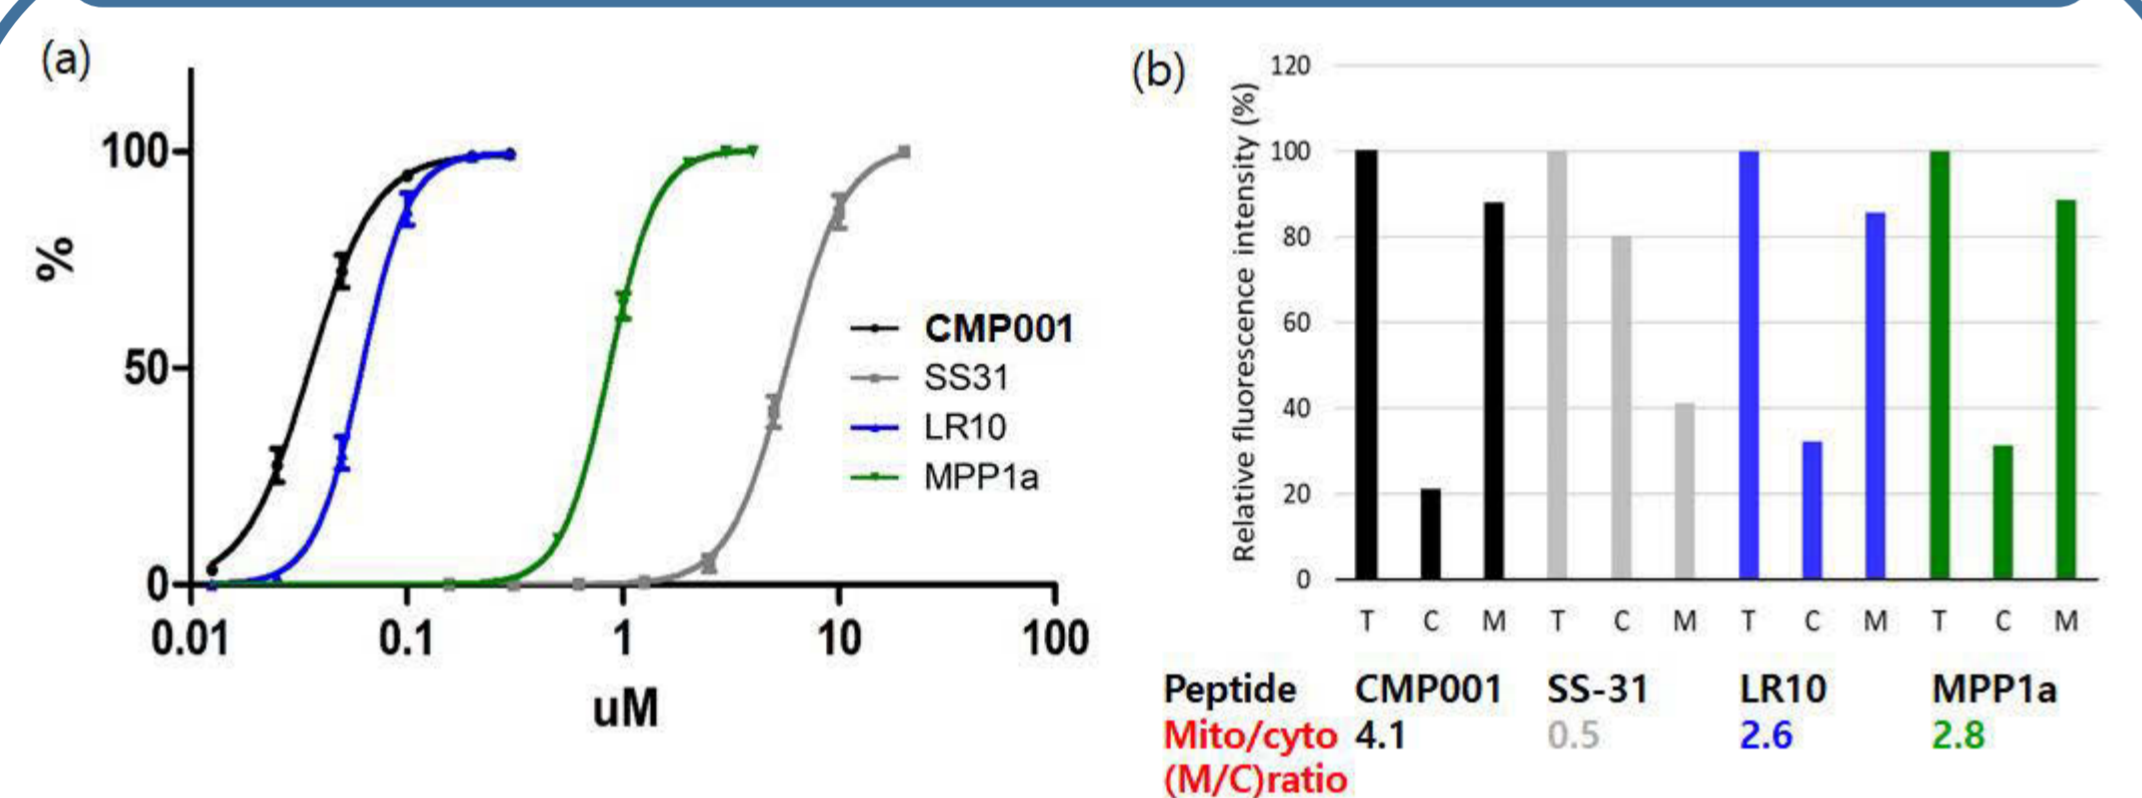 (a)
%
100
50
0
0.01 0.1 1 10 100
uM
CMP001
SS31
LR10
MPP1a
(b)
Relative fluorescence intensity (%)
120
100
80
60
40
20
0
T C M T C M T C M T C M
Peptide CMP001 SS-31 LR10 MPP1a
Mito/cyto 4.1 0.5 2.6 2.8
(M/C)ratio